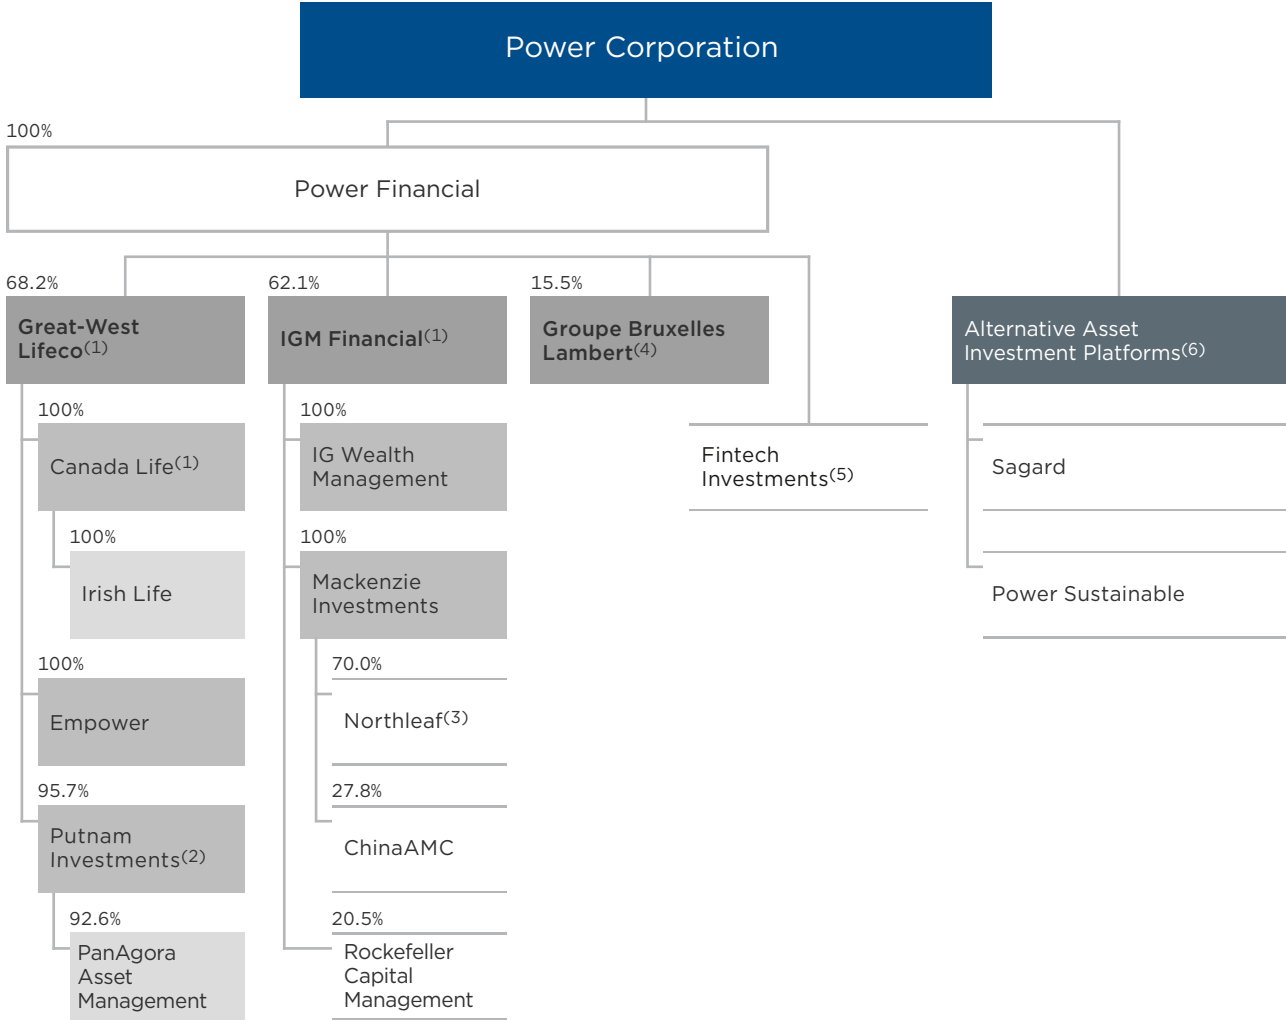 Power Corporation
100%
Power Financial
68.2%
Great-West
Lifeco(1)
100%
Canada Life(1)
100%
Irish Life
100%
Empower
95.7%
Putnam
Investments(2)
92.6%
PanAgora
Asset
Management
62.1%
IGM Financial(1)
100%
IG Wealth
Management
100%
Mackenzie
Investments
70.0%
Northleaf(3)
27.8%
ChinaAMC
20.5%
Rockefeller
Capital
Management
15.5%
Groupe Bruxelles
Lambert(4)
Fintech
Investments(5)
Alternative Asset
Investment Platforms(6)
Sagard
Power Sustainable